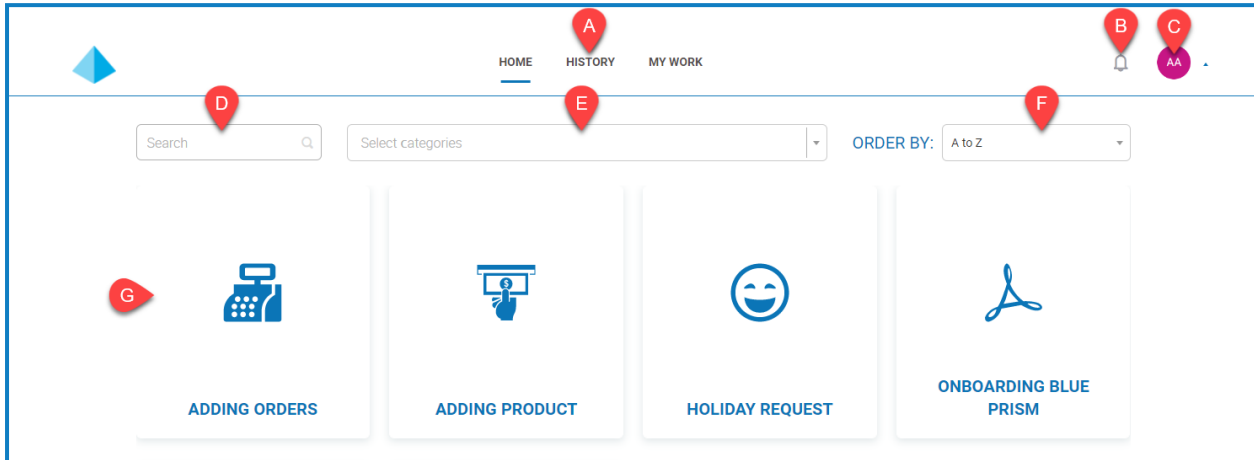 A
B
C
HOME HISTORY MY WORK
AA
D
E
F
Search
Select categories
ORDER BY: A to Z
G
$
ADDING ORDERS
ADDING PRODUCT
HOLIDAY REQUEST
ONBOARDING BLUE
PRISM